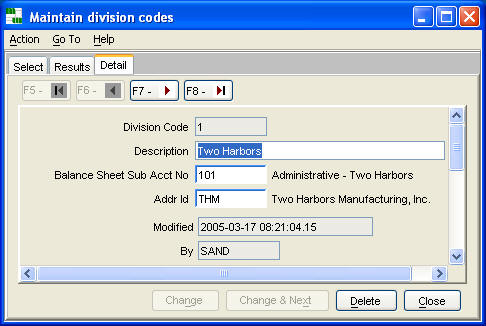 Maintain division codes
Action Go To Help
Select Results Detail
F5 - F6 - F7 - F8 -
Division Code 1
Description Two Harbors
Balance Sheet Sub Acct No 101 Administrative - Two Harbors
Addr Id THM Two Harbors Manufacturing, Inc.
Modified 2005-03-17 08:21:04.15
By SAND
Change Change & Next Delete Close